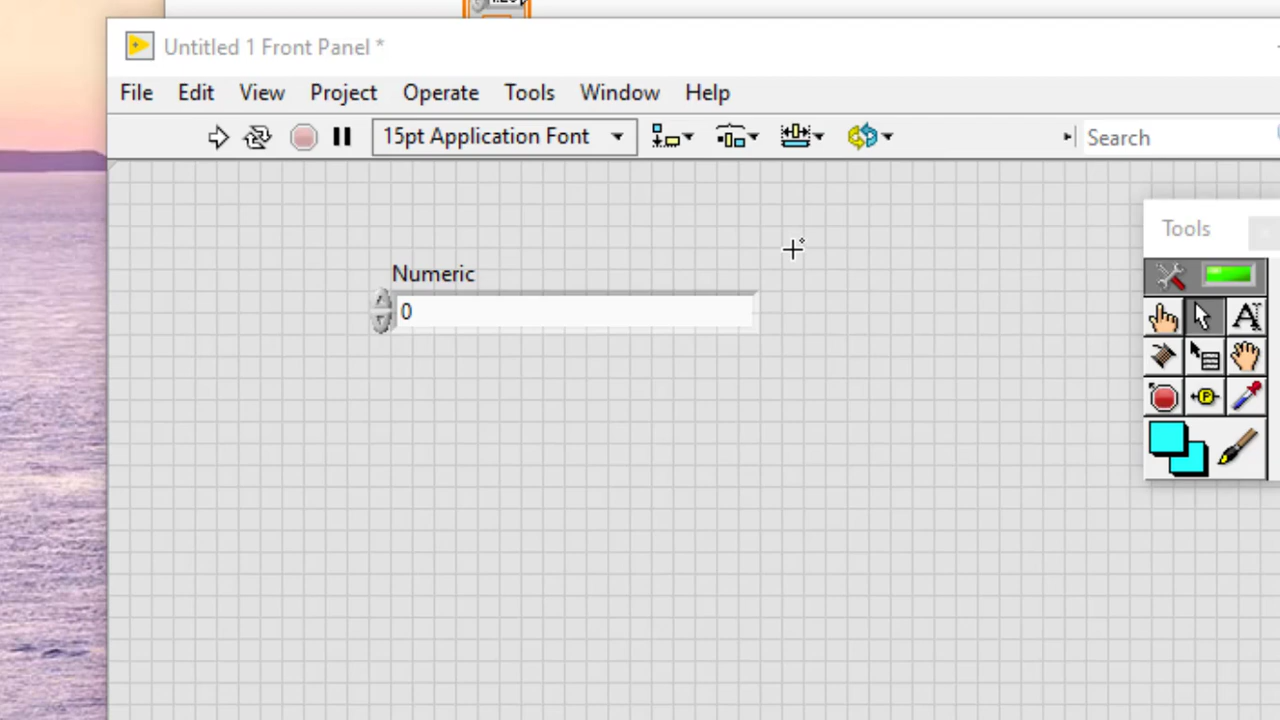 Untitled 1 Front Panel *
File Edit View Project Operate Tools Window Help
15pt Application Font
Search
Tools
Numeric
0